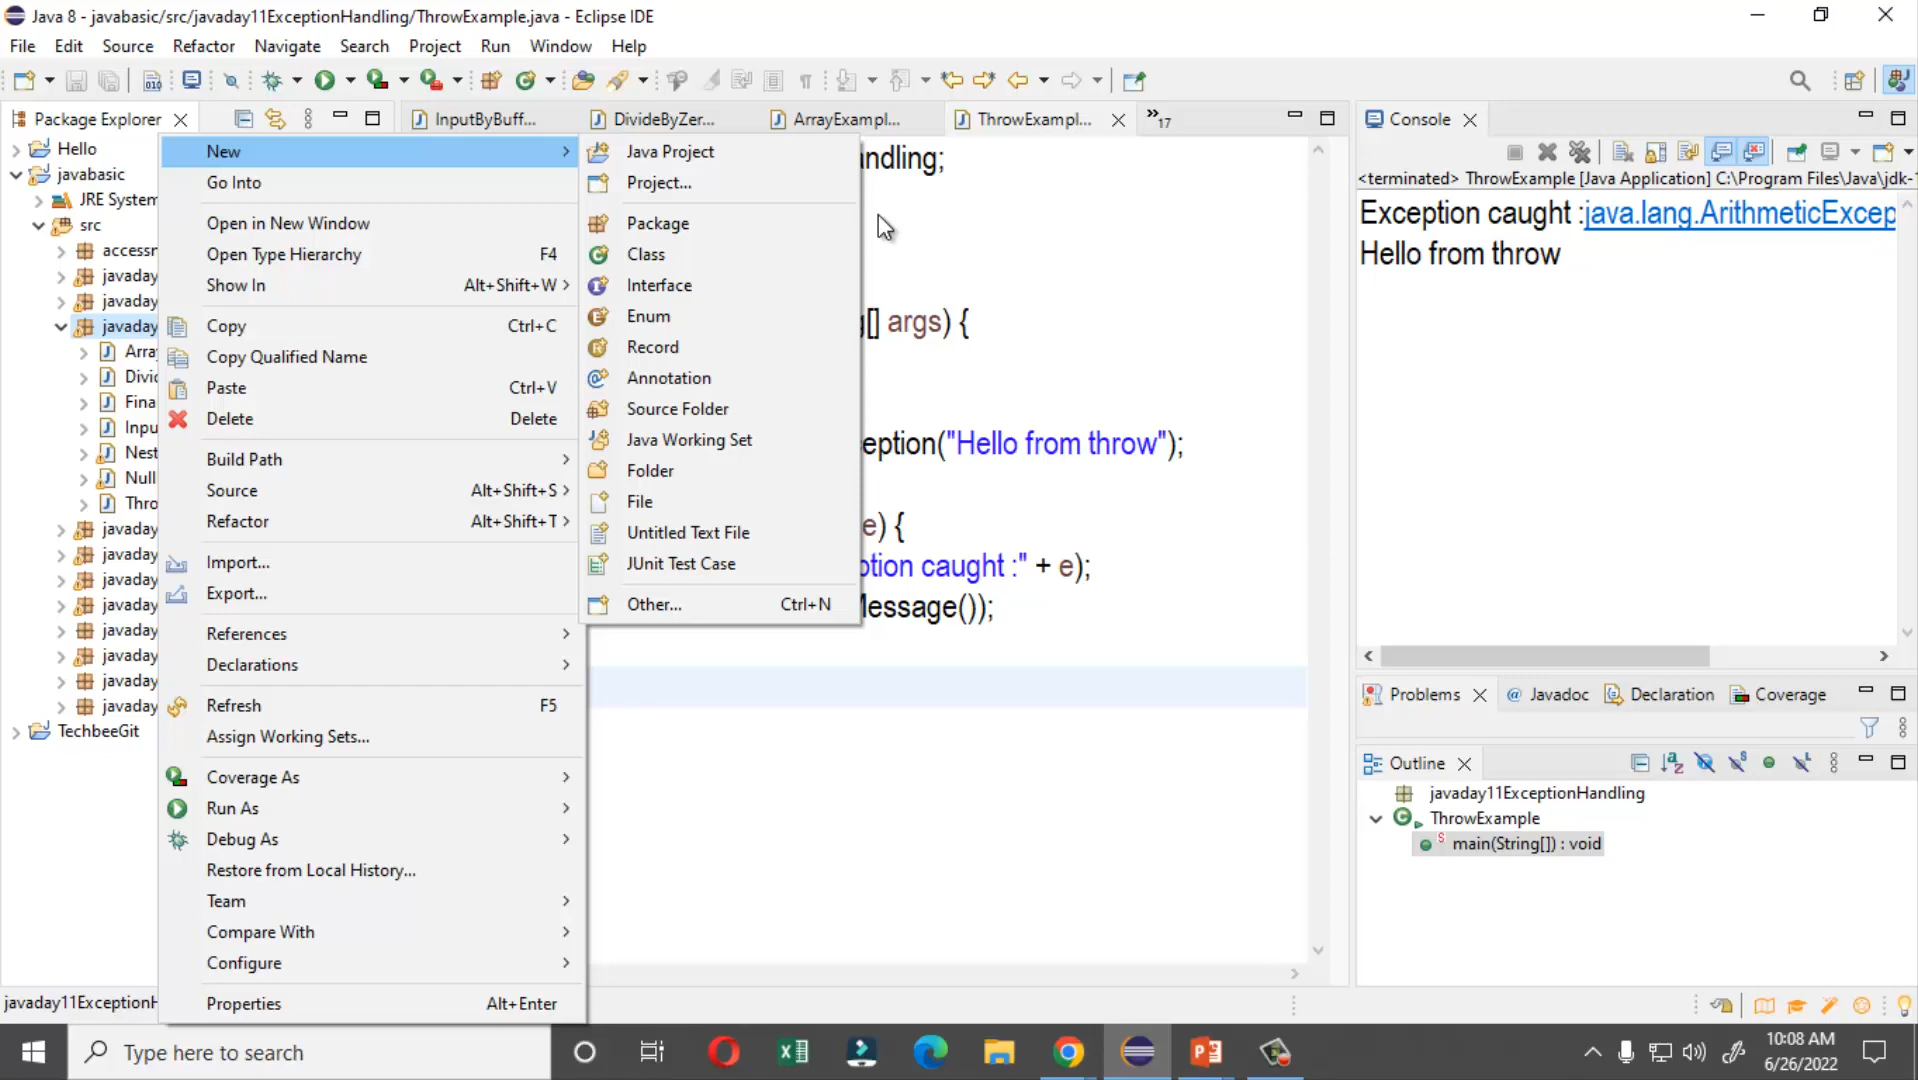 Java 8 - javabasic/src/javaday11ExceptionHandling/ThrowExample.java - Eclipse IDE
File Edit Source Refactor Navigate Search Project Run Window Help
Package Explorer
InputByBuff...
DivideByZer...
ArrayExampl...
ThrowExampl...
17
Console
Hello
javabasic
JRE System
src
accessr
javaday
javaday
javaday
Array
Divid
Fina
Inpu
Nest
Null
Thro
javaday
javaday
javaday
javaday
javaday
javaday
javaday
javaday
TechbeeGit
New
Go Into
Open in New Window
Open Type Hierarchy F4
Show In Alt+Shift+W
Copy Ctrl+C
Copy Qualified Name
Paste Ctrl+V
Delete Delete
Build Path
Source Alt+Shift+S
Refactor Alt+Shift+T
Import...
Export...
References
Declarations
Refresh F5
Assign Working Sets...
Coverage As
Run As
Debug As
Restore from Local History...
Team
Compare With
Configure
Properties Alt+Enter
Java Project
Project...
Package
Class
Interface
Enum
Record
Annotation
Source Folder
Java Working Set
Folder
File
Untitled Text File
JUnit Test Case
Other... Ctrl+N
andling;
[] args) {
eption("Hello from throw");
e) {
ption caught :" + e);
Message());
<terminated> ThrowExample [Java Application] C:\Program Files\Java\jdk-1
Exception caught :java.lang.ArithmeticExcep
Hello from throw
Problems
@ Javadoc
Declaration
Coverage
Outline
javaday11ExceptionHandling
ThrowExample
main(String[]) : void
javaday11ExceptionH
Type here to search
10:08 AM
6/26/2022